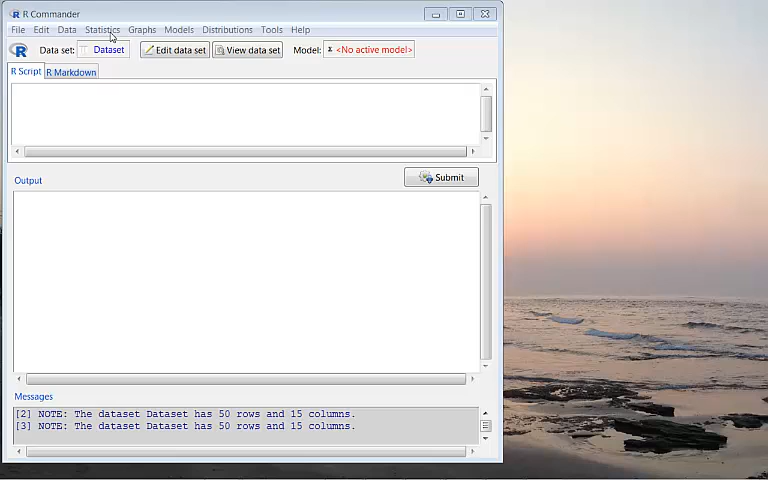 R Commander
File Edit Data Statistics Graphs Models Distributions Tools Help
R Data set: Dataset Edit data set View data set Model: <No active model>
R Script R Markdown
Submit
Output
Messages
[2] NOTE: The dataset Dataset has 50 rows and 15 columns.
[3] NOTE: The dataset Dataset has 50 rows and 15 columns.